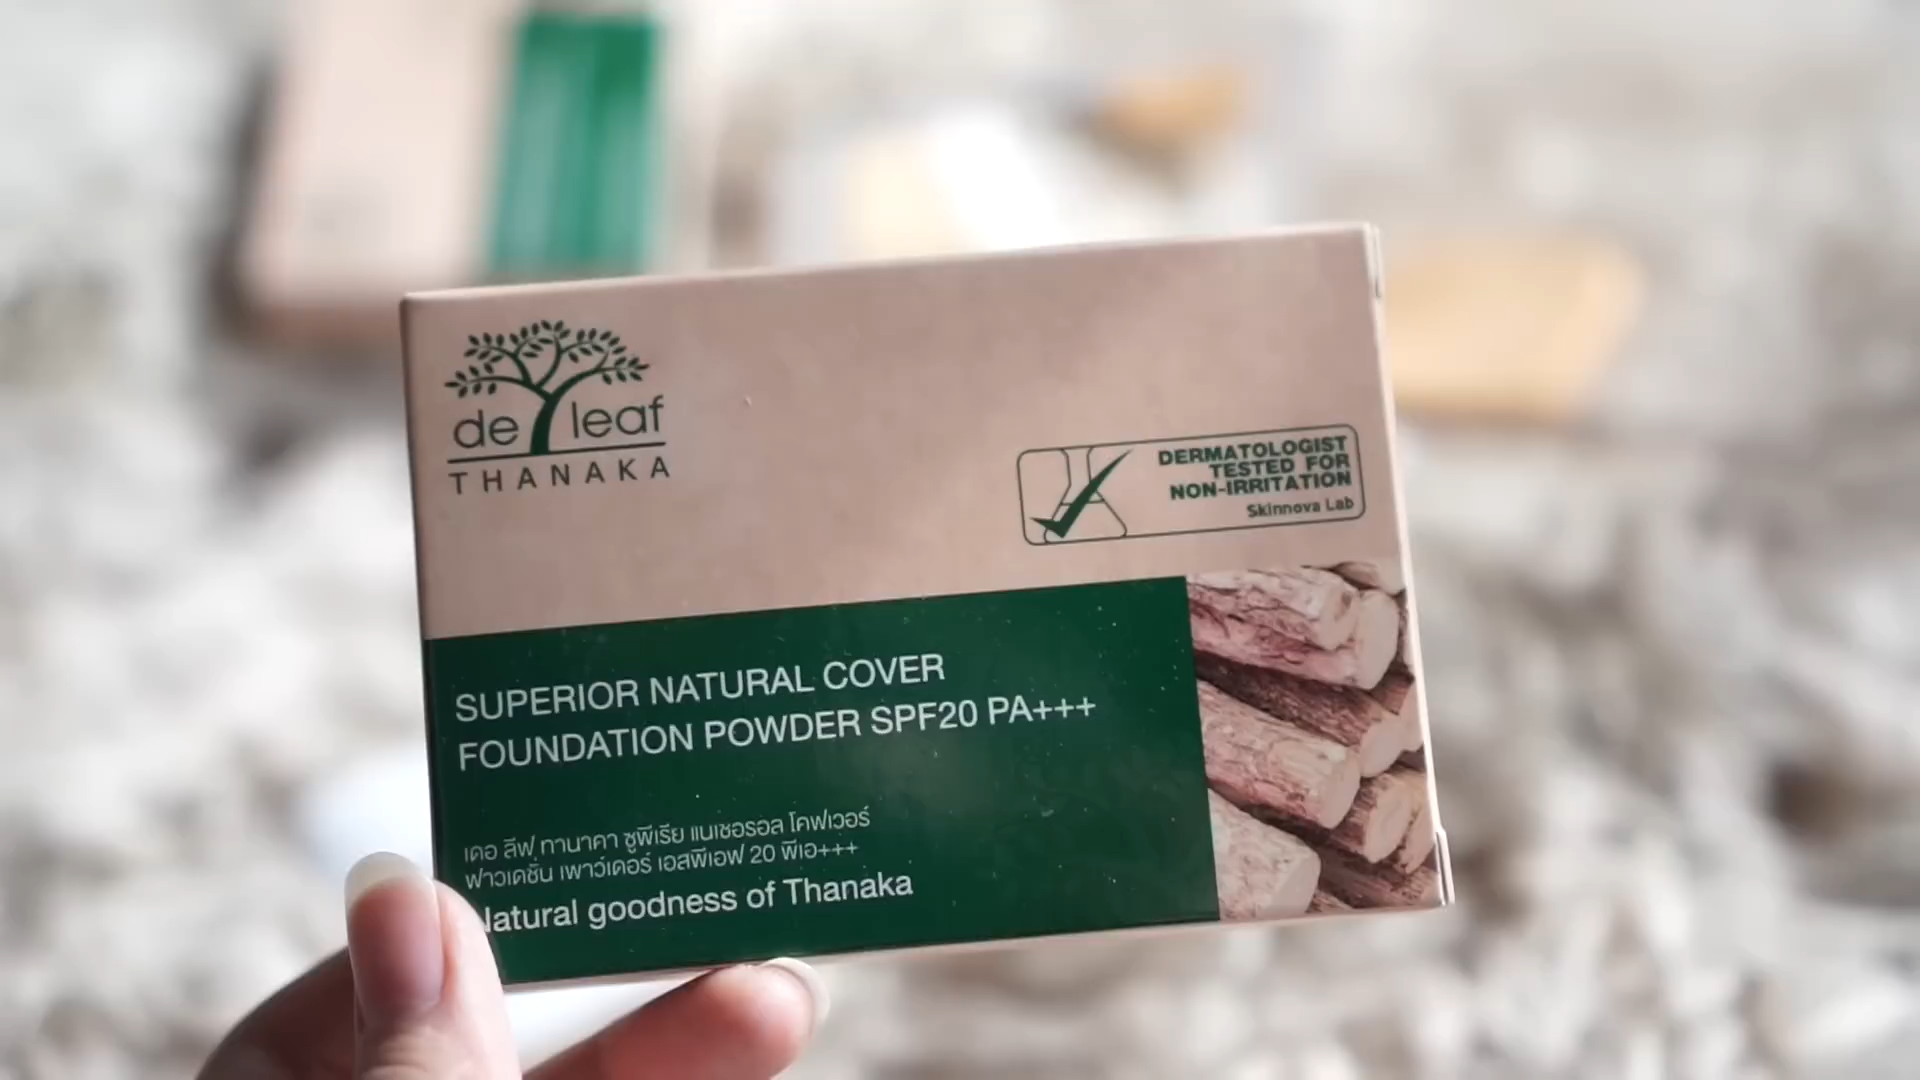 de leaf
THANAKA
DERMATOLOGIST
TESTED FOR
NON-IRRITATION
Skinnova Lab
SUPERIOR NATURAL COVER
FOUNDATION POWDER SPF20 PA+++
เดอ ลีฟ ทานาคา ซูพีเรีย แนเชอรอล โคฟเวอร์
ฟาวเดชั่น เพาว์เดอร์ เอสพีเอฟ 20 พีเอ+++
Natural goodness of Thanaka